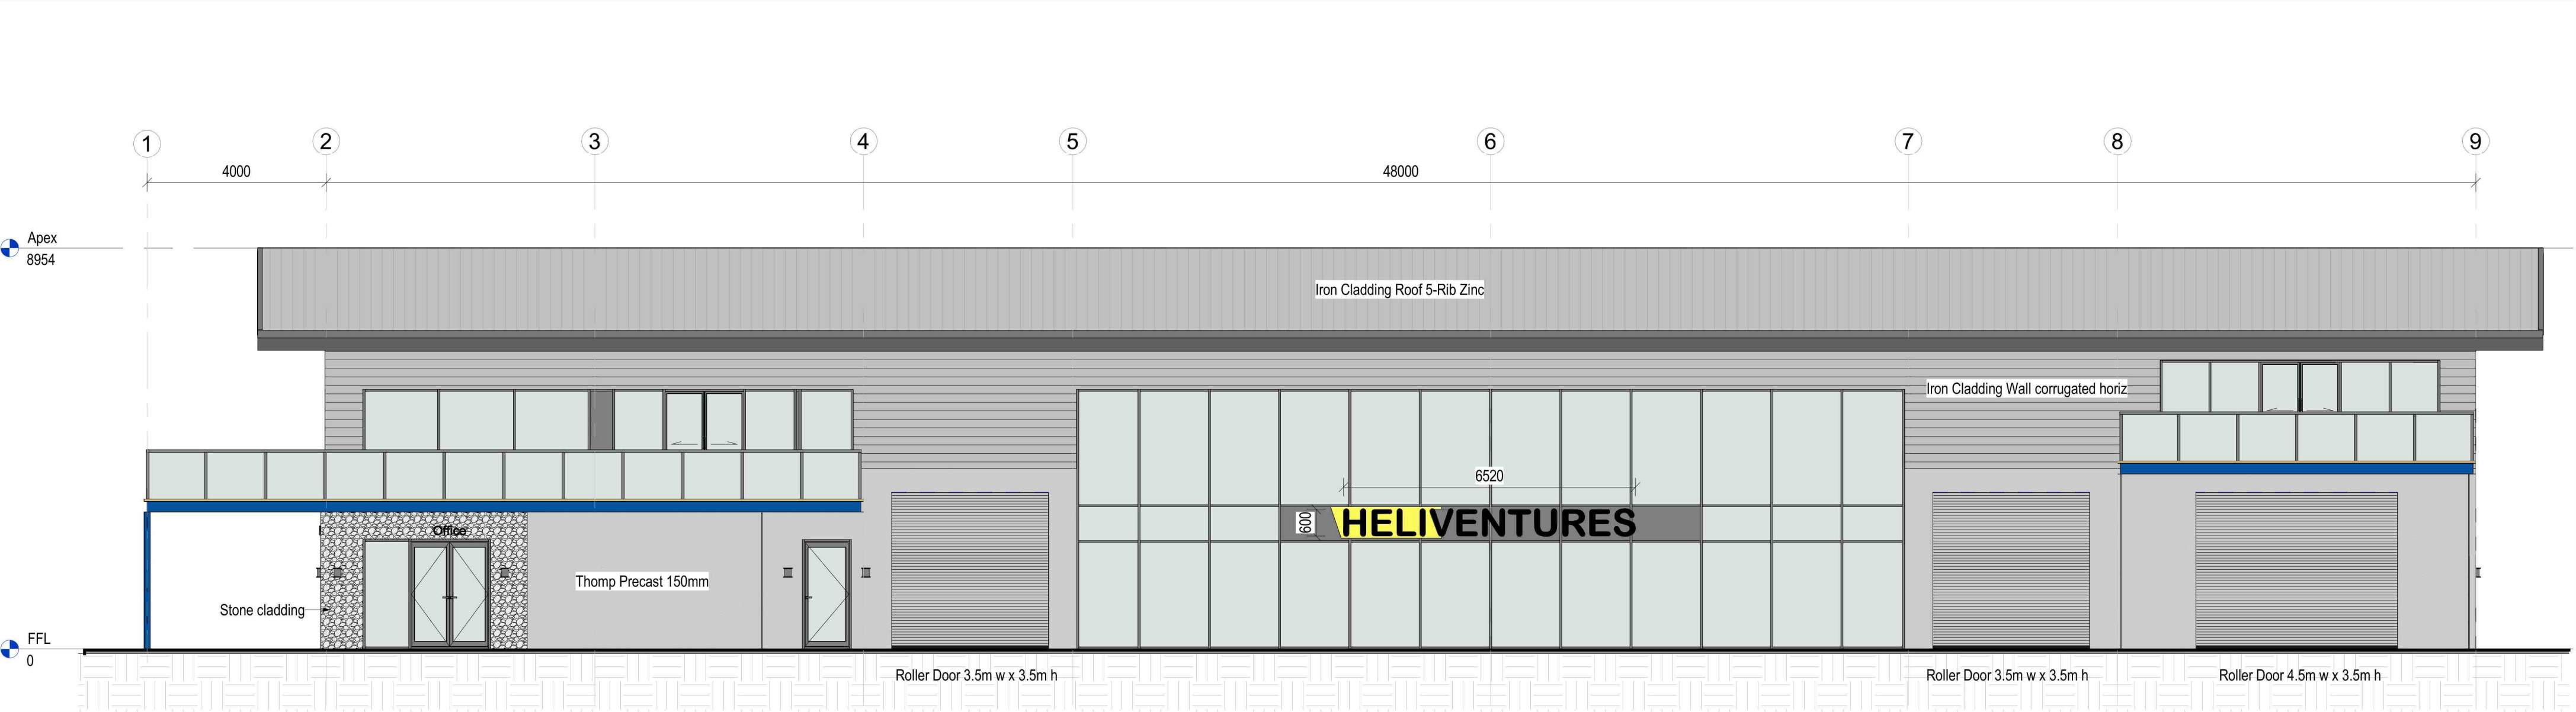 1 2 3 4 5 6 7 8 9
4000 48000
Apex
8954
Iron Cladding Roof 5-Rib Zinc
Iron Cladding Wall corrugated horiz
6520
600
HELIVENTURES
Office
Thomp Precast 150mm
Stone cladding
FFL
0
Roller Door 3.5m w x 3.5m h
Roller Door 3.5m w x 3.5m h
Roller Door 4.5m w x 3.5m h